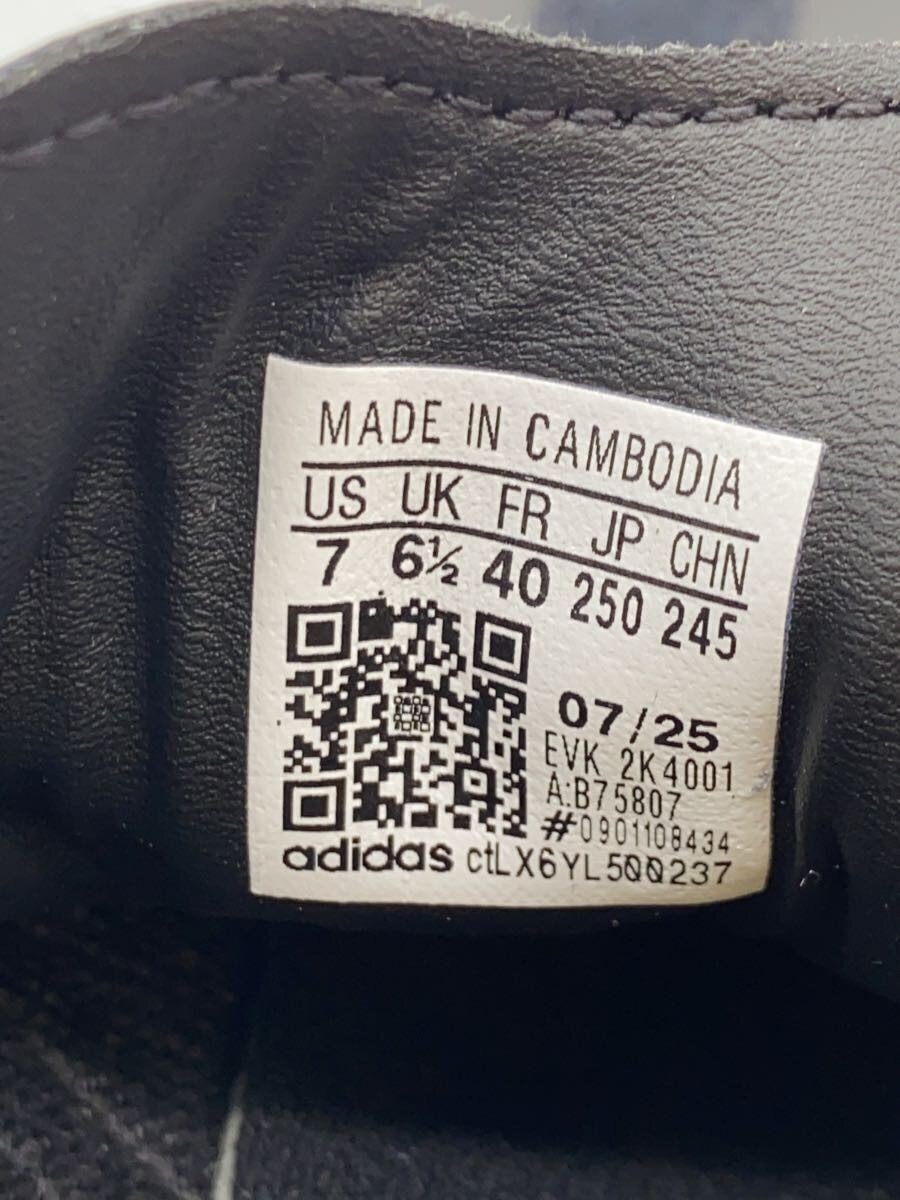 MADE IN CAMBODIA
US UK FR JP CHN
7 6½ 40 250 245
07/25
EVK 2K4001
A:B75807
#0901108434
adidas ctLX6YL500237